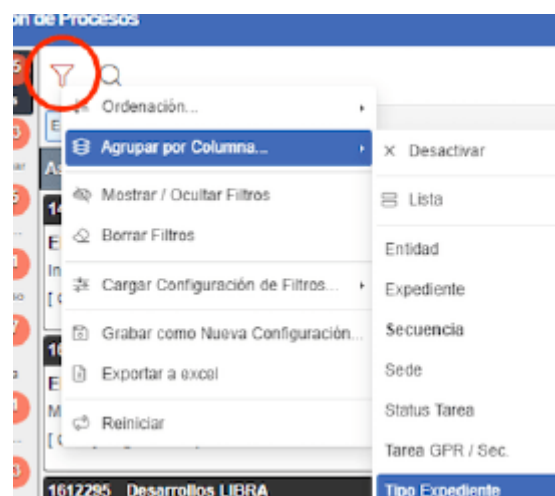 ón de Procesos
Ordenación...
Agrupar por Columna...
Desactivar
Mostrar / Ocultar Filtros
Lista
Borrar Filtros
Entidad
Cargar Configuración de Filtros...
Expediente
Grabar como Nueva Configuración...
Secuencia
Exportar a excel
Sede
Reiniciar
Status Tarea
Tarea GPR / Sec.
1612295 Desarrollos LIBRA
Tipo Expediente